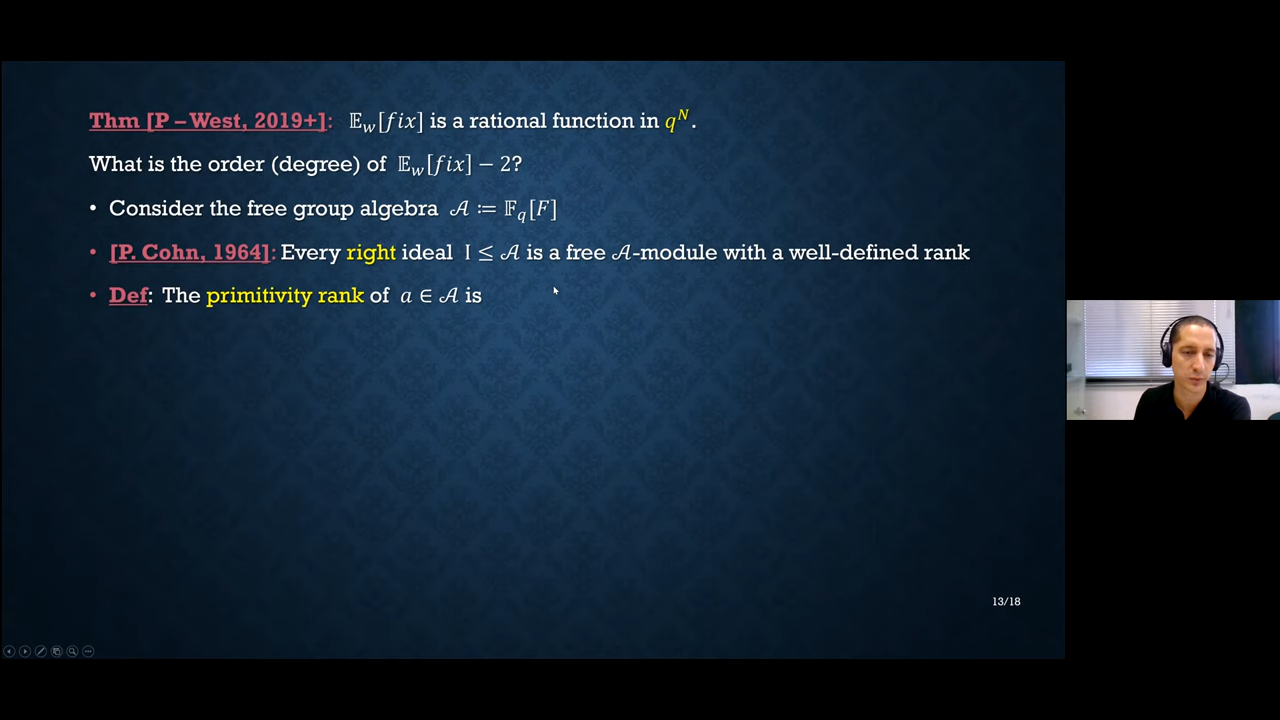 Thm [P – West, 2019+]: 𝔼_w[fix] is a rational function in q^N.
What is the order (degree) of 𝔼_w[fix] − 2?
• Consider the free group algebra 𝒜 ≔ 𝔽_q[F]
• [P. Cohn, 1964]: Every right ideal I ≤ 𝒜 is a free 𝒜-module with a well-defined rank
• Def: The primitivity rank of a ∈ 𝒜 is
13/18